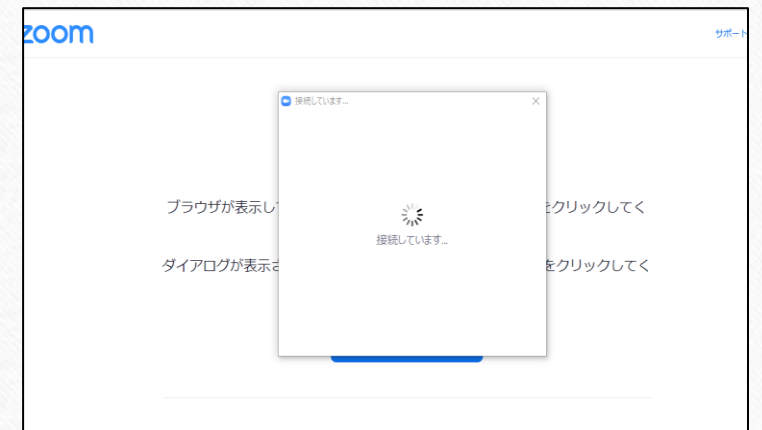 zoom
サポート
接続しています...
ブラウザが表示し
をクリックしてく
接続しています...
ダイアログが表示さ
をクリックしてく